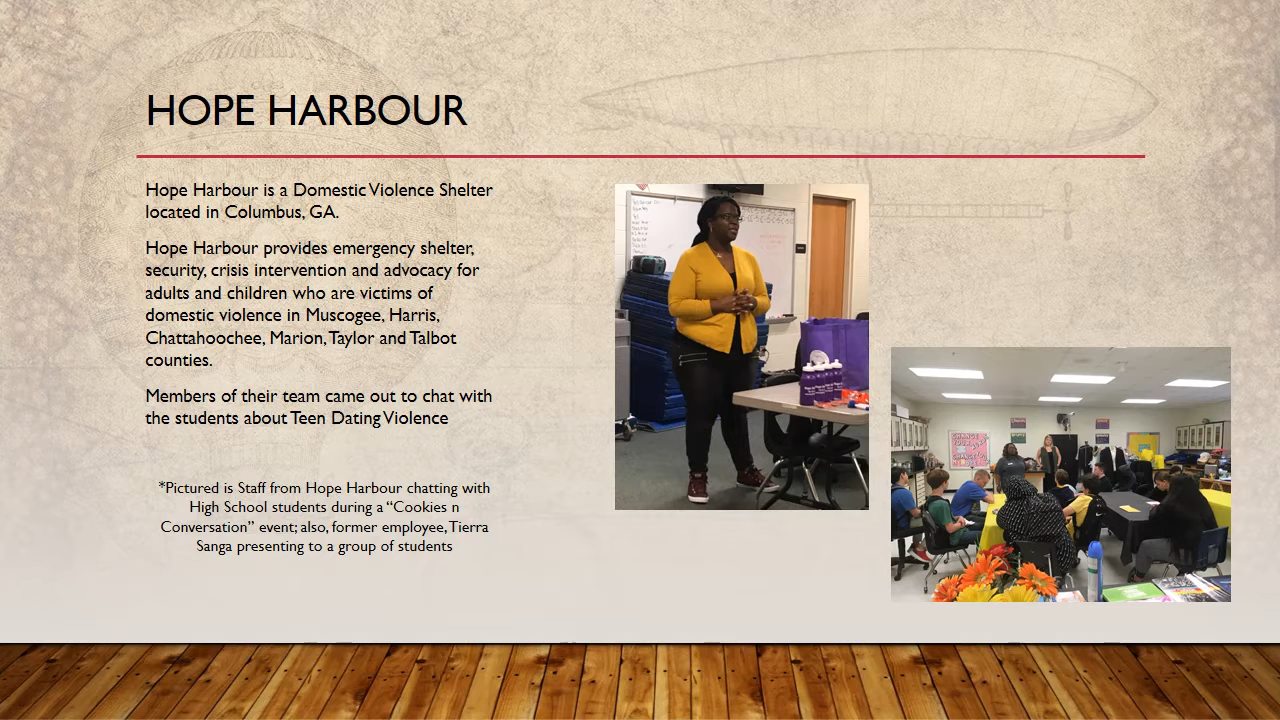 HOPE HARBOUR
Hope Harbour is a Domestic Violence Shelter
located in Columbus, GA.
Hope Harbour provides emergency shelter,
security, crisis intervention and advocacy for
adults and children who are victims of
domestic violence in Muscogee, Harris,
Chattahoochee, Marion, Taylor and Talbot
counties.
Members of their team came out to chat with
the students about Teen Dating Violence
*Pictured is Staff from Hope Harbour chatting with
High School students during a “Cookies n
Conversation” event; also, former employee, Tierra
Sanga presenting to a group of students
CHANGE
YOUR
CHANGE